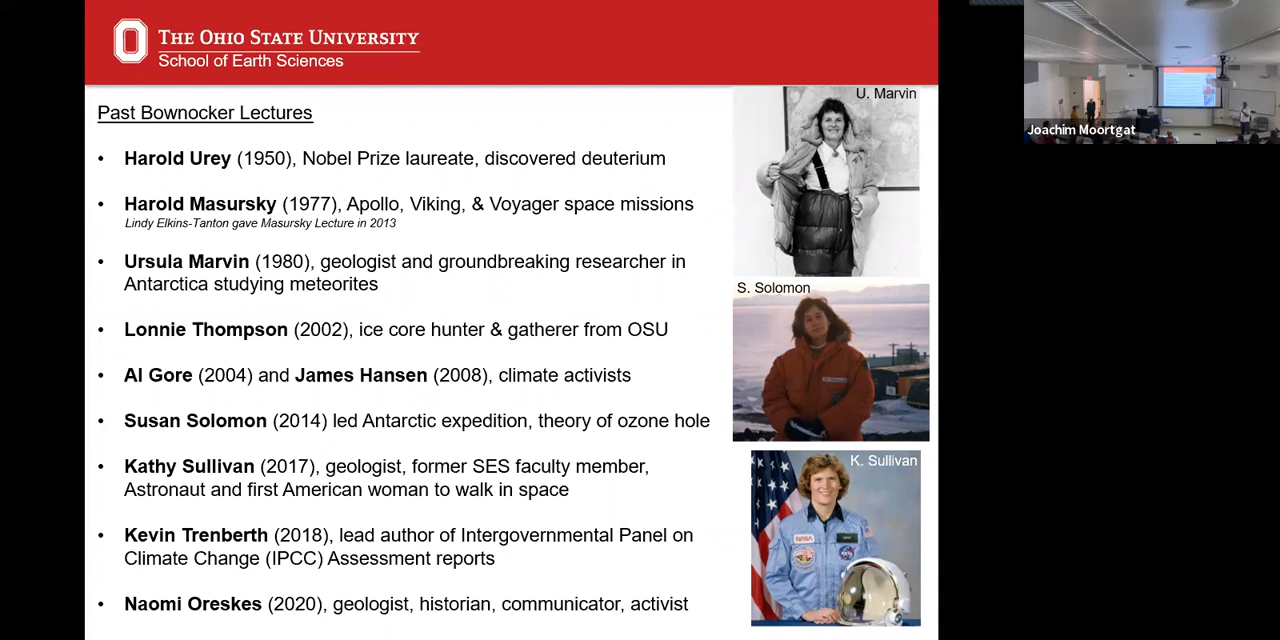 THE OHIO STATE UNIVERSITY
School of Earth Sciences
Past Bownocker Lectures
U. Marvin
• Harold Urey (1950), Nobel Prize laureate, discovered deuterium
• Harold Masursky (1977), Apollo, Viking, & Voyager space missions
Lindy Elkins-Tanton gave Masursky Lecture in 2013
• Ursula Marvin (1980), geologist and groundbreaking researcher in
Antarctica studying meteorites
S. Solomon
• Lonnie Thompson (2002), ice core hunter & gatherer from OSU
• Al Gore (2004) and James Hansen (2008), climate activists
• Susan Solomon (2014) led Antarctic expedition, theory of ozone hole
K. Sullivan
• Kathy Sullivan (2017), geologist, former SES faculty member,
Astronaut and first American woman to walk in space
NASA
• Kevin Trenberth (2018), lead author of Intergovernmental Panel on
Climate Change (IPCC) Assessment reports
• Naomi Oreskes (2020), geologist, historian, communicator, activist
Joachim Moortgat